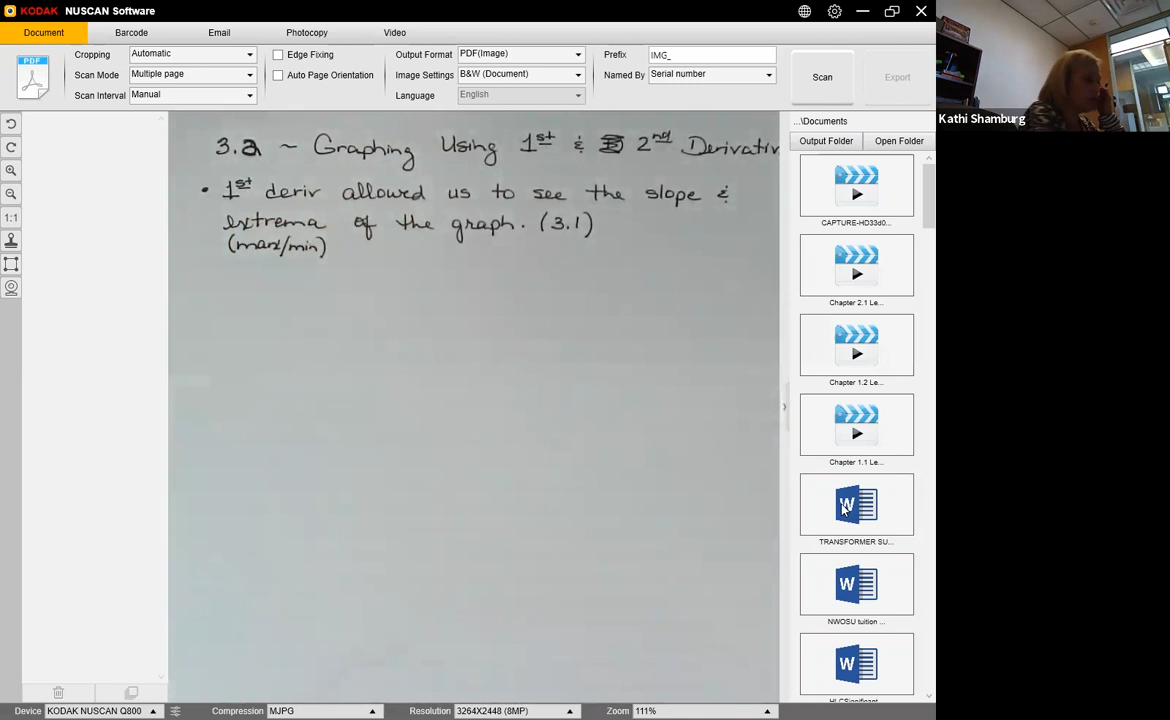 KODAK NUSCAN Software
Document Barcode Email Photocopy Video
Cropping Automatic Edge Fixing Output Format PDF(Image) Prefix IMG_
Scan Mode Multiple page Auto Page Orientation Image Settings B&W (Document) Named By Serial number
Scan Interval Manual Language English
Scan Export
PDF
...\Documents
Output Folder Open Folder
1:1
3.2 ~ Graphing Using 1st & 2nd Derivativ
• 1st deriv allowed us to see the slope &
extrema of the graph. (3.1)
(max/min)
CAPTURE-HD33d0...
Chapter 2.1 Le...
Chapter 1.2 Le...
Chapter 1.1 Le...
W
TRANSFORMER SU...
W
NWOSU tuition ...
W
HLCSignificant
Device KODAK NUSCAN Q800 Compression MJPG Resolution 3264X2448 (8MP) Zoom 111%
Kathi Shamburg